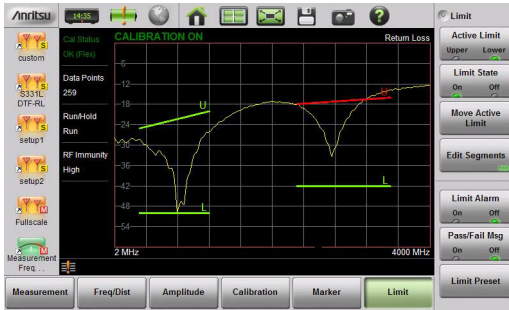 Anritsu
14:35
?
Limit
custom
S331L
DTF-RL
setup1
setup2
Fullscale
Measurement
Freq...
Cal Status
OK (Flex)
Data Points
259
Run/Hold
Run
RF Immunity
High
CALIBRATION ON
Return Loss
-6
-12
-18
-24
-30
-36
-42
-48
-54
U
L
U
L
2 MHz
4000 MHz
Active Limit
Upper Lower
Limit State
On Off
Move Active
Limit
Edit Segments
Limit Alarm
On Off
Pass/Fail Msg
On Off
Limit Preset
Measurement
Freq/Dist
Amplitude
Calibration
Marker
Limit